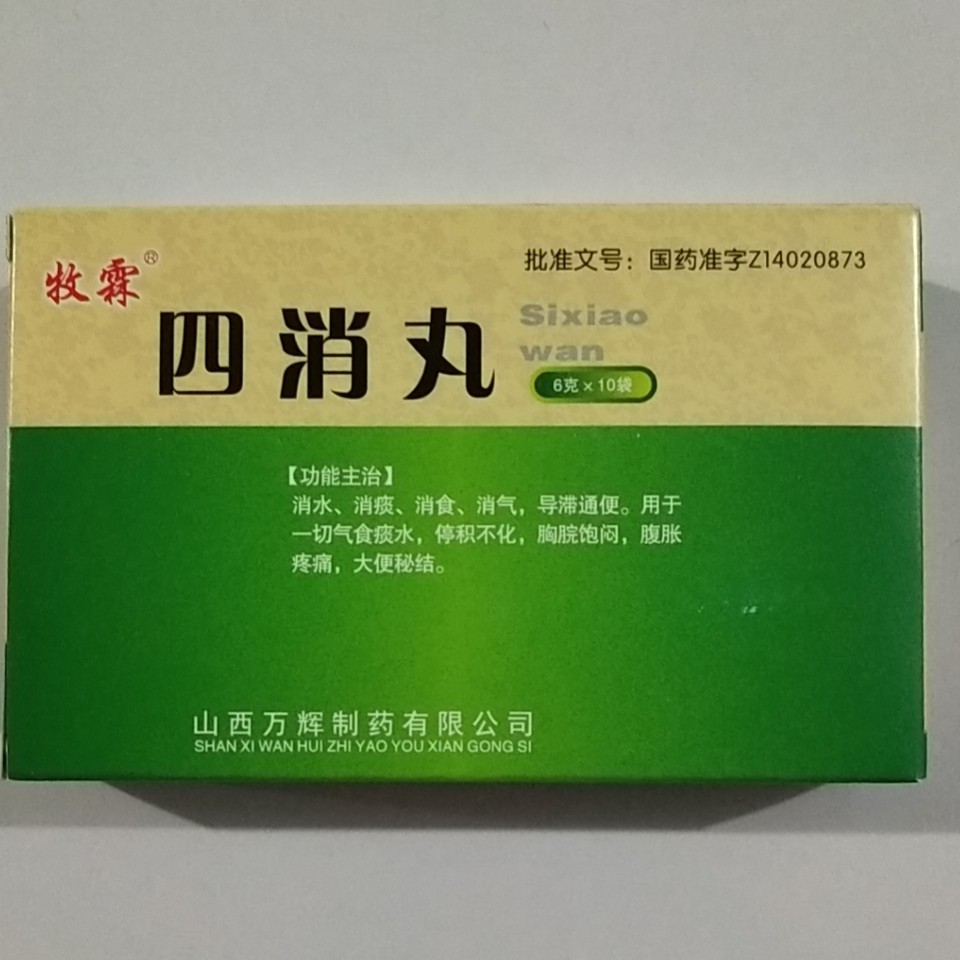 牧霖®
批准文号：国药准字Z14020873
四消丸
Sixiao
wan
6克×10袋
【功能主治】
消水、消痰、消食、消气，导滞通便。用于
一切气食痰水，停积不化，胸脘饱闷，腹胀
疼痛，大便秘结。
山西万辉制药有限公司
SHAN XI WAN HUI ZHI YAO YOU XIAN GONG SI